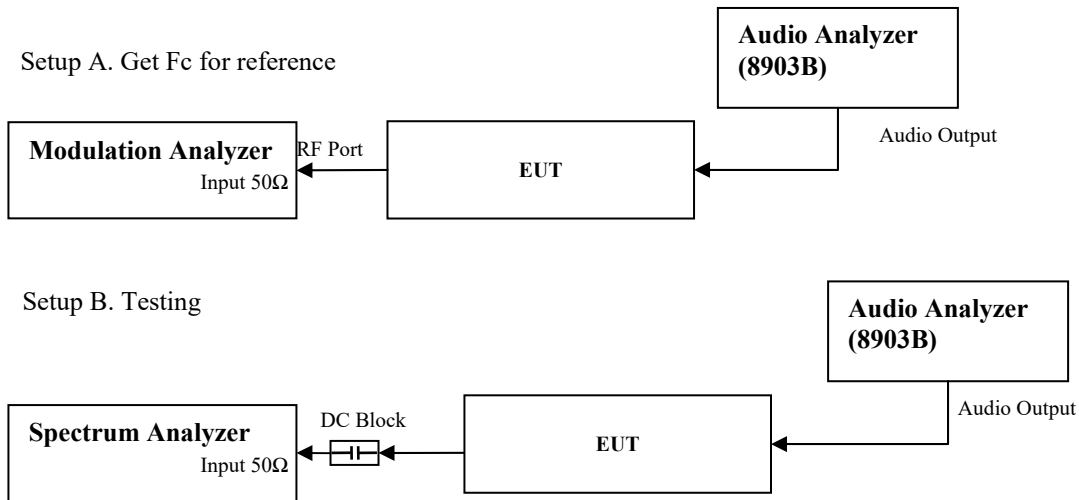 Setup A. Get Fc for reference
Audio Analyzer
(8903B)
Audio Output
Modulation Analyzer
Input 50Ω
RF Port
EUT
Setup B. Testing
Audio Analyzer
(8903B)
Audio Output
Spectrum Analyzer
Input 50Ω
DC Block
EUT